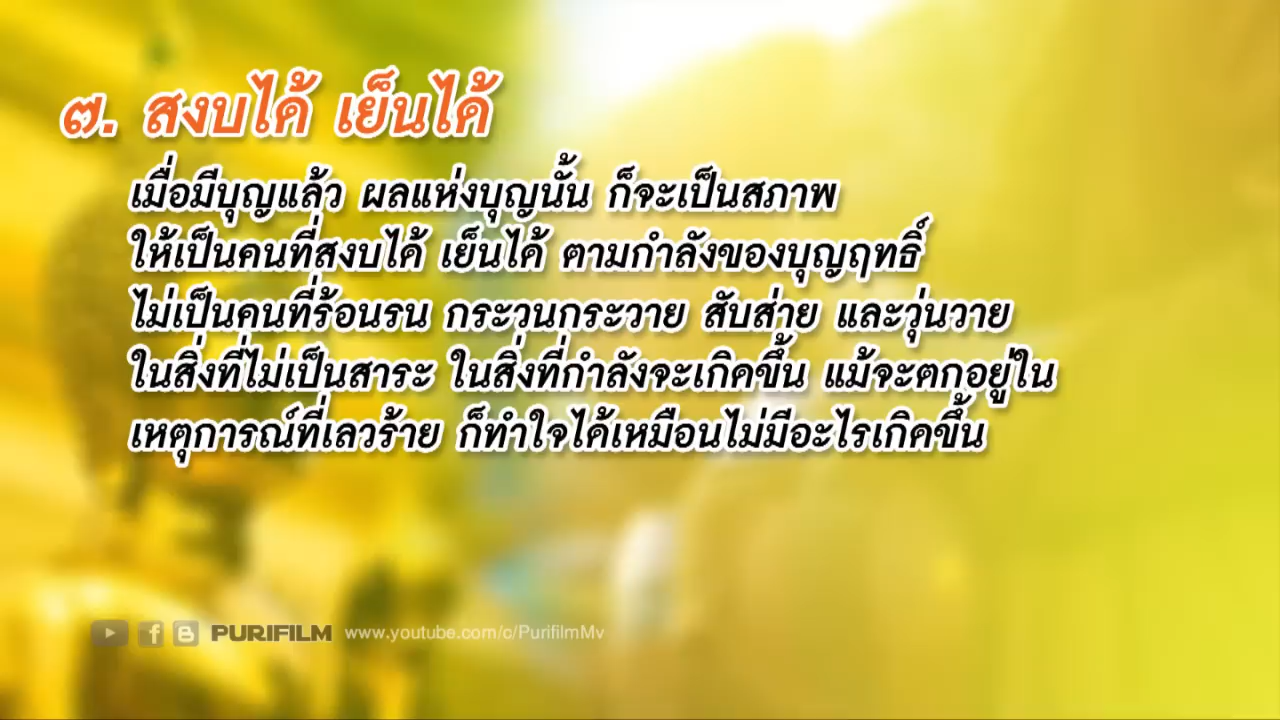 ๗. สงบได้ เย็นได้
เมื่อมีบุญแล้ว ผลแห่งบุญนั้น ก็จะเป็นสภาพ
ให้เป็นคนที่สงบได้ เย็นได้ ตามกำลังของบุญฤทธิ์
ไม่เป็นคนที่ร้อนรน กระวนกระวาย สับส่าย และวุ่นวาย
ในสิ่งที่ไม่เป็นสาระ ในสิ่งที่กำลังจะเกิดขึ้น แม้จะตกอยู่ใน
เหตุการณ์ที่เลวร้าย ก็ทำใจได้เหมือนไม่มีอะไรเกิดขึ้น
PURIFILM www.youtube.com/c/PurifilmMv